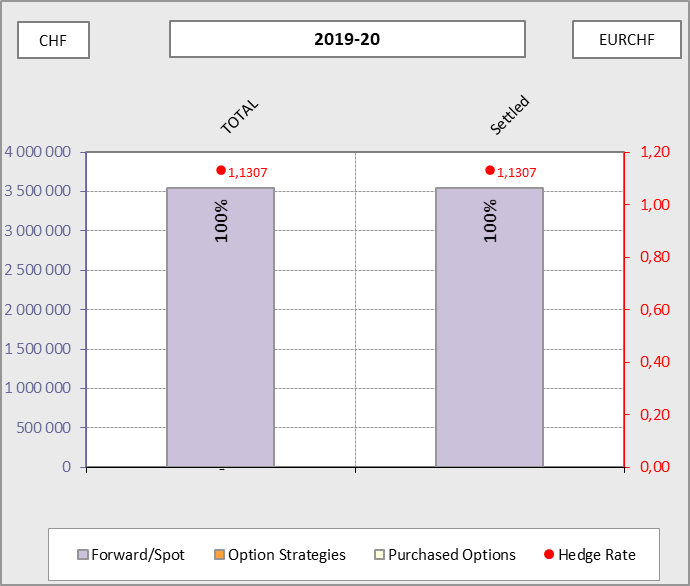 CHF 2019-20 EURCHF
TOTAL Settled
4 000 000 1,20
1,1307 1,1307
3 500 000
100% 100%
1,00
3 000 000
2 500 000 0,80
2 000 000 0,60
1 500 000
0,40
1 000 000
500 000 0,20
0 - 0,00
Forward/Spot Option Strategies Purchased Options Hedge Rate